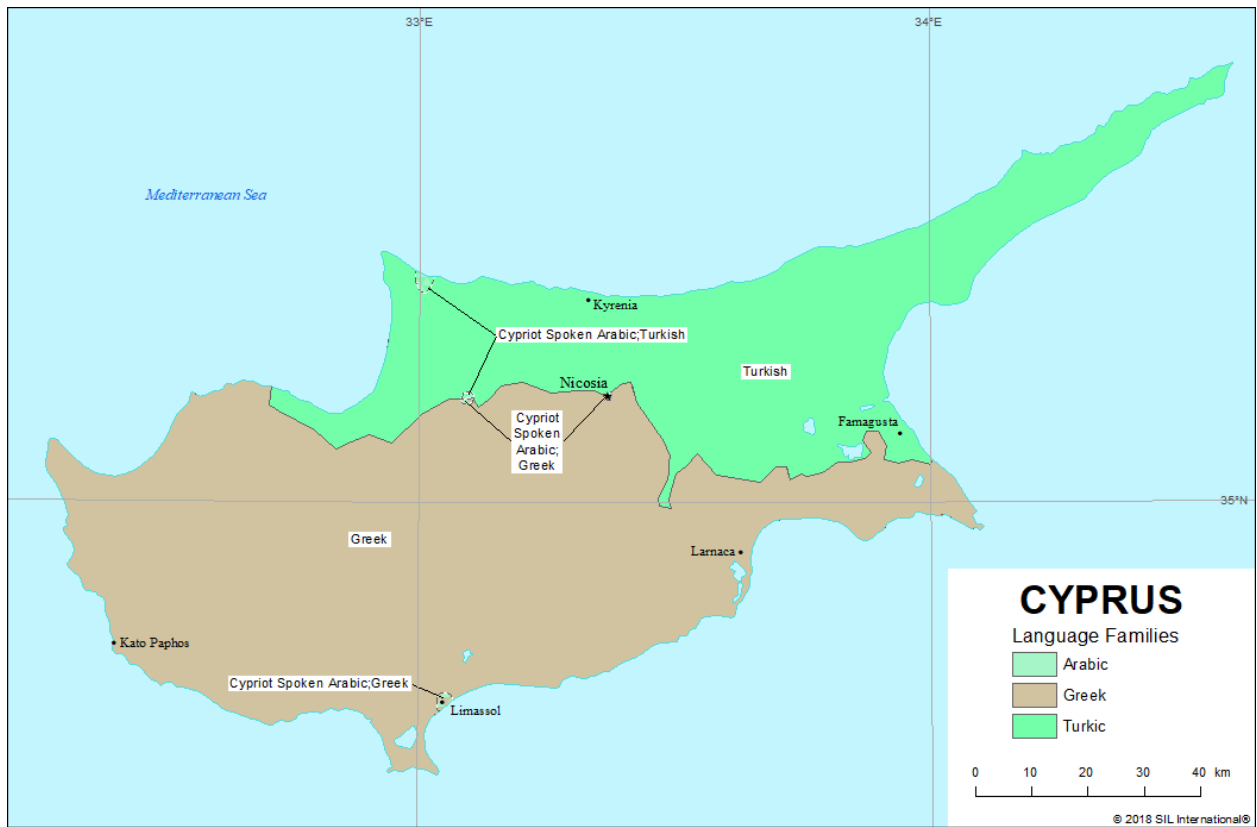 33°E
34°E
Mediterranean Sea
Kyrenia
Cypriot Spoken Arabic;Turkish
Turkish
Nicosia
Cypriot
Spoken
Arabic;
Greek
Famagusta
35°N
Greek
Larnaca
Kato Paphos
Cypriot Spoken Arabic;Greek
Limassol
CYPRUS
Language Families
Arabic
Greek
Turkic
0 10 20 30 40 km
© 2018 SIL International®